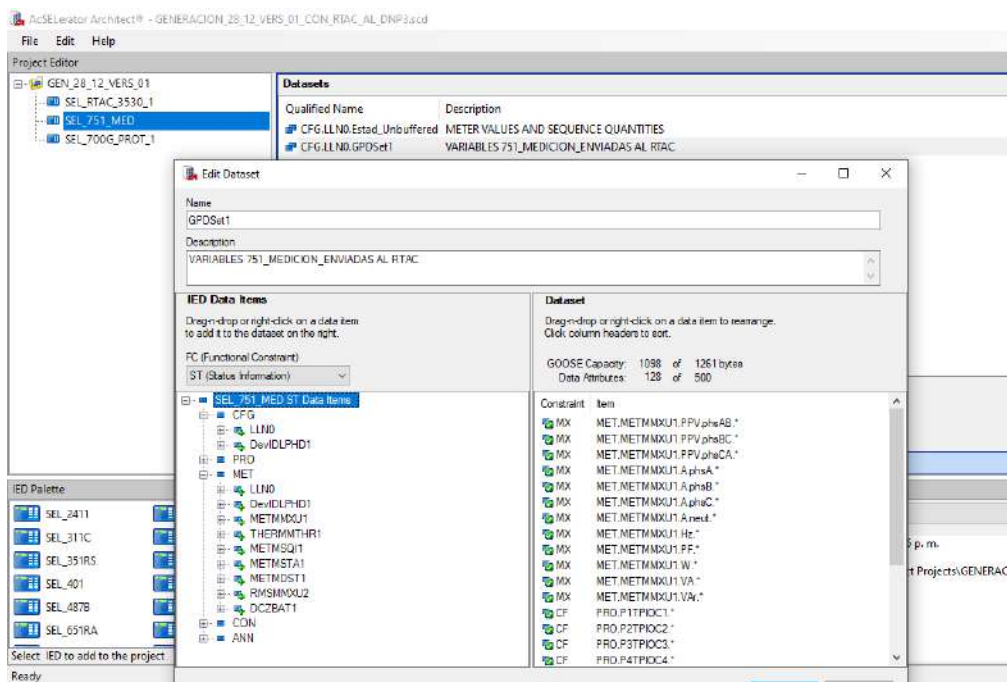 AcSELerator Architect® - GENERACION_28_12_VERS_01_CON_RTAC_AL_DNP3.scd
File Edit Help
Project Editor
GEN_28_12_VERS_01
SEL_RTAC_3530_1
SEL_751_MED
SEL_700G_PROT_1
Datasets
Qualified Name Description
CFG.LLN0.Estad_Unbuffered METER VALUES AND SEQUENCE QUANTITIES
CFG.LLN0.GPDSet1 VARIABLES 751_MEDICION_ENVIADAS AL RTAC
Edit Dataset
Name
GPDSet1
Description
VARIABLES 751_MEDICION_ENVIADAS AL RTAC
IED Data Items
Drag-n-drop or right-click on a data item
to add it to the dataset on the right.
FC (Functional Constraint)
ST (Status Information)
SEL_751_MED ST Data Items
CFG
LLN0
DevIDLPHD1
PRO
MET
LLN0
DevIDLPHD1
METMMXU1
THERMMTHR1
METMSQI1
METMSTA1
METMDST1
RMSMMXU2
DCZBAT1
CON
ANN
Dataset
Drag-n-drop or right-click on a data item to rearrange.
Click column headers to sort.
GOOSE Capacity: 1098 of 1261 bytes
Data Attributes: 128 of 500
Constraint Item
MX MET.METMMXU1.PPV.phsAB.*
MX MET.METMMXU1.PPV.phsBC.*
MX MET.METMMXU1.PPV.phsCA.*
MX MET.METMMXU1.A.phsA.*
MX MET.METMMXU1.A.phsB.*
MX MET.METMMXU1.A.phsC.*
MX MET.METMMXU1.A.neut.*
MX MET.METMMXU1.Hz.*
MX MET.METMMXU1.PF.*
MX MET.METMMXU1.W.*
MX MET.METMMXU1.VA.*
MX MET.METMMXU1.VAr.*
CF PRO.P1TPIOC1.*
CF PRO.P2TPIOC2.*
CF PRO.P3TPIOC3.*
CF PRO.P4TPIOC4.*
IED Palette
SEL_2411
SEL_311C
SEL_351RS
SEL_401
SEL_487B
SEL_651RA
p. m.
ct Projects\GENERAC
Select IED to add to the project
Ready